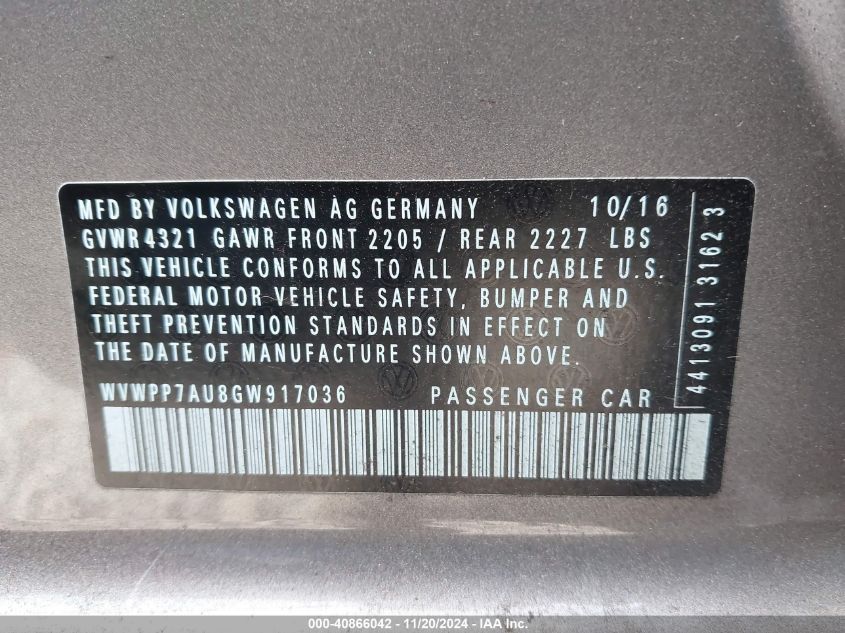 MFD BY VOLKSWAGEN AG GERMANY 10/16
GVWR 4321 GAWR FRONT 2205 / REAR 2227 LBS
THIS VEHICLE CONFORMS TO ALL APPLICABLE U.S.
FEDERAL MOTOR VEHICLE SAFETY, BUMPER AND
THEFT PREVENTION STANDARDS IN EFFECT ON
THE DATE OF MANUFACTURE SHOWN ABOVE.
WVWPP7AU8GW917036 PASSENGER CAR
4413091 3162 3
000-40866042 - 11/20/2024 - IAA Inc.